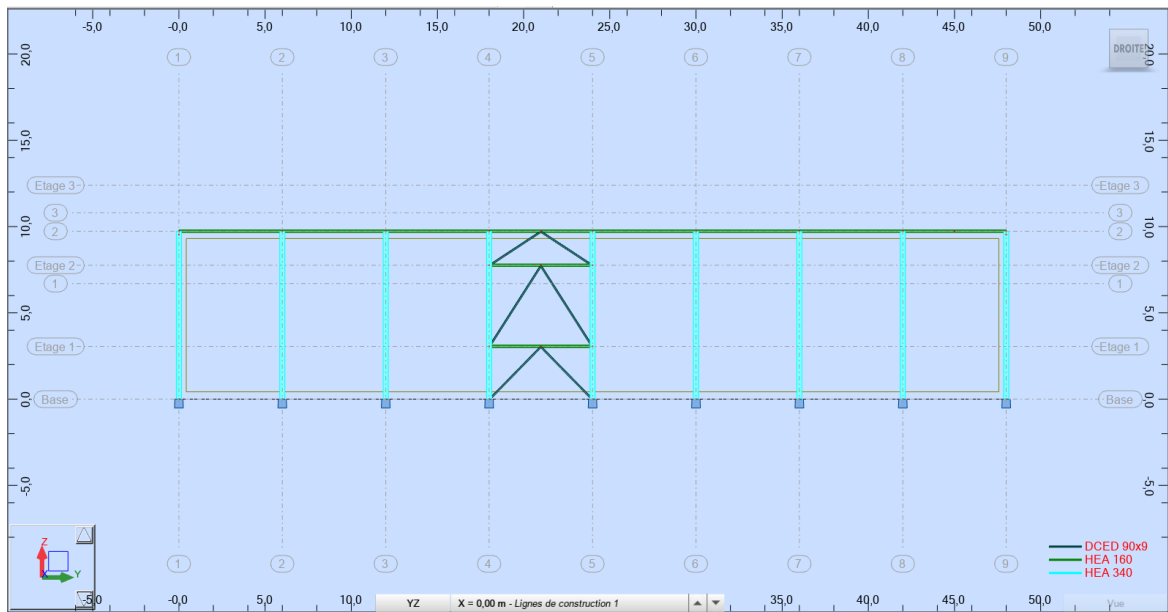 -5,0 -0,0 5,0 10,0 15,0 20,0 25,0 30,0 35,0 40,0 45,0 50,0
1 2 3 4 5 6 7 8 9
DROITE
20,0 20,0
15,0 15,0
Etage 3 Etage 3
3 3
10,0 2 2 10,0
Etage 2 Etage 2
1 1
5,0 5,0
Etage 1 Etage 1
0,0 Base Base 0,0
-5,0 -5,0
Z
X Y
1 2 3 4 5 6 7 8 9
DCED 90x9
HEA 160
HEA 340
-5,0 -0,0 5,0 10,0 YZ X = 0,00 m - Lignes de construction 1 35,0 40,0 45,0 Vue 50,0